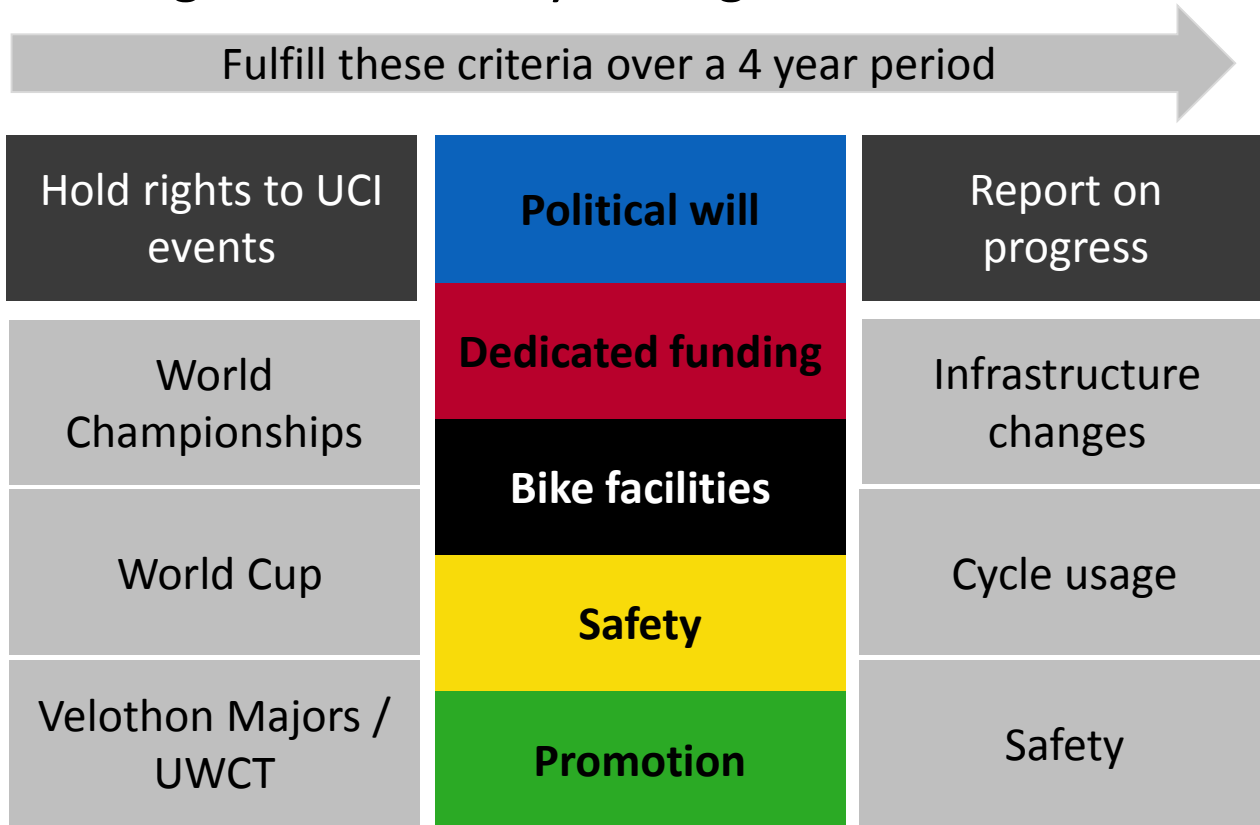 Fulfill these criteria over a 4 year period
Hold rights to UCI
events
World
Championships
World Cup
Velothon Majors /
UWCT
Political will
Dedicated funding
Bike facilities
Safety
Promotion
Report on
progress
Infrastructure
changes
Cycle usage
Safety